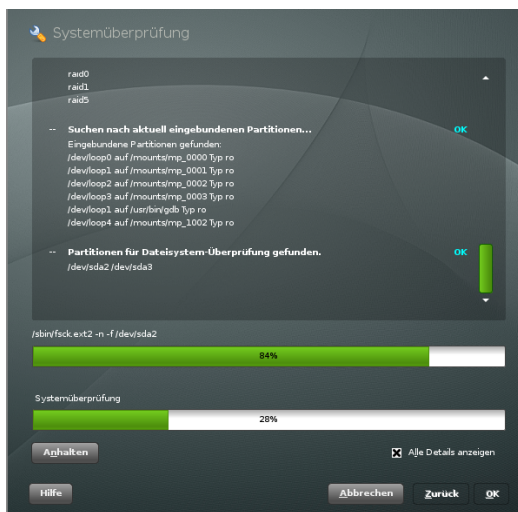 Systemüberprüfung
raid0
raid1
raid5
-- Suchen nach aktuell eingebundenen Partitionen... OK
Eingebundene Partitionen gefunden:
/dev/loop0 auf /mounts/mp_0000 Typ ro
/dev/loop1 auf /mounts/mp_0001 Typ ro
/dev/loop2 auf /mounts/mp_0002 Typ ro
/dev/loop3 auf /mounts/mp_0003 Typ ro
/dev/loop1 auf /usr/bin/gdb Typ ro
/dev/loop4 auf /mounts/mp_1002 Typ ro
-- Partitionen für Dateisystem-Überprüfung gefunden. OK
/dev/sda2 /dev/sda3
/sbin/fsck.ext2 -n -f /dev/sda2
84%
Systemüberprüfung
28%
Anhalten
Alle Details anzeigen
Hilfe
Abbrechen
Zurück
OK